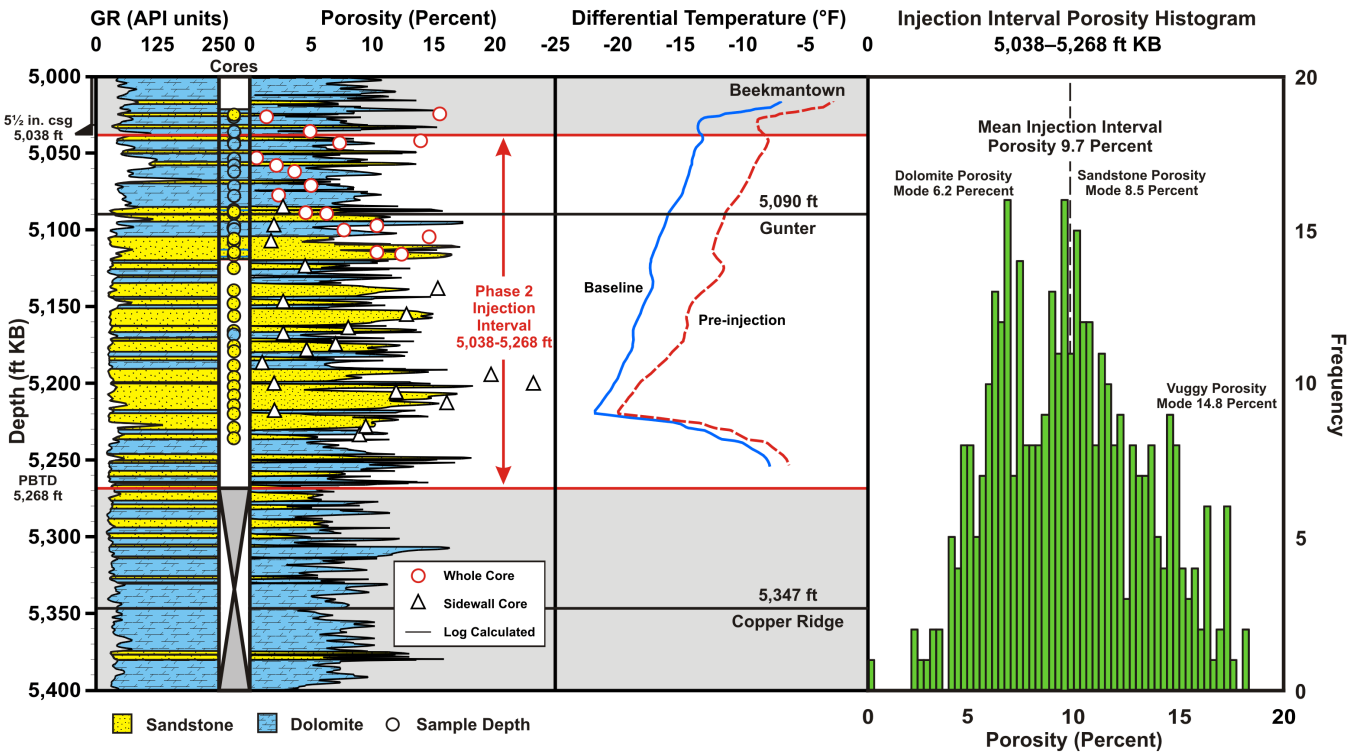 GR (API units)
Porosity (Percent)
Differential Temperature (°F)
Injection Interval Porosity Histogram
5,038–5,268 ft KB
0 125 250 0 5 10 15 20 -25 -20 -15 -10 -5 0
Cores
5,000
5½ in. csg
5,038 ft
5,050
5,100
5,150
5,200
5,250
PBTD
5,268 ft
5,300
5,350
5,400
Depth (ft KB)
Phase 2
Injection
Interval
5,038-5,268 ft
Whole Core
Sidewall Core
Log Calculated
Beekmantown
5,090 ft
Gunter
Baseline
Pre-injection
5,347 ft
Copper Ridge
Mean Injection Interval
Porosity 9.7 Percent
Dolomite Porosity
Mode 6.2 Perecent
Sandstone Porosity
Mode 8.5 Percent
Vuggy Porosity
Mode 14.8 Percent
20
15
10
5
0
Frequency
0 5 10 15 20
Porosity (Percent)
Sandstone
Dolomite
Sample Depth